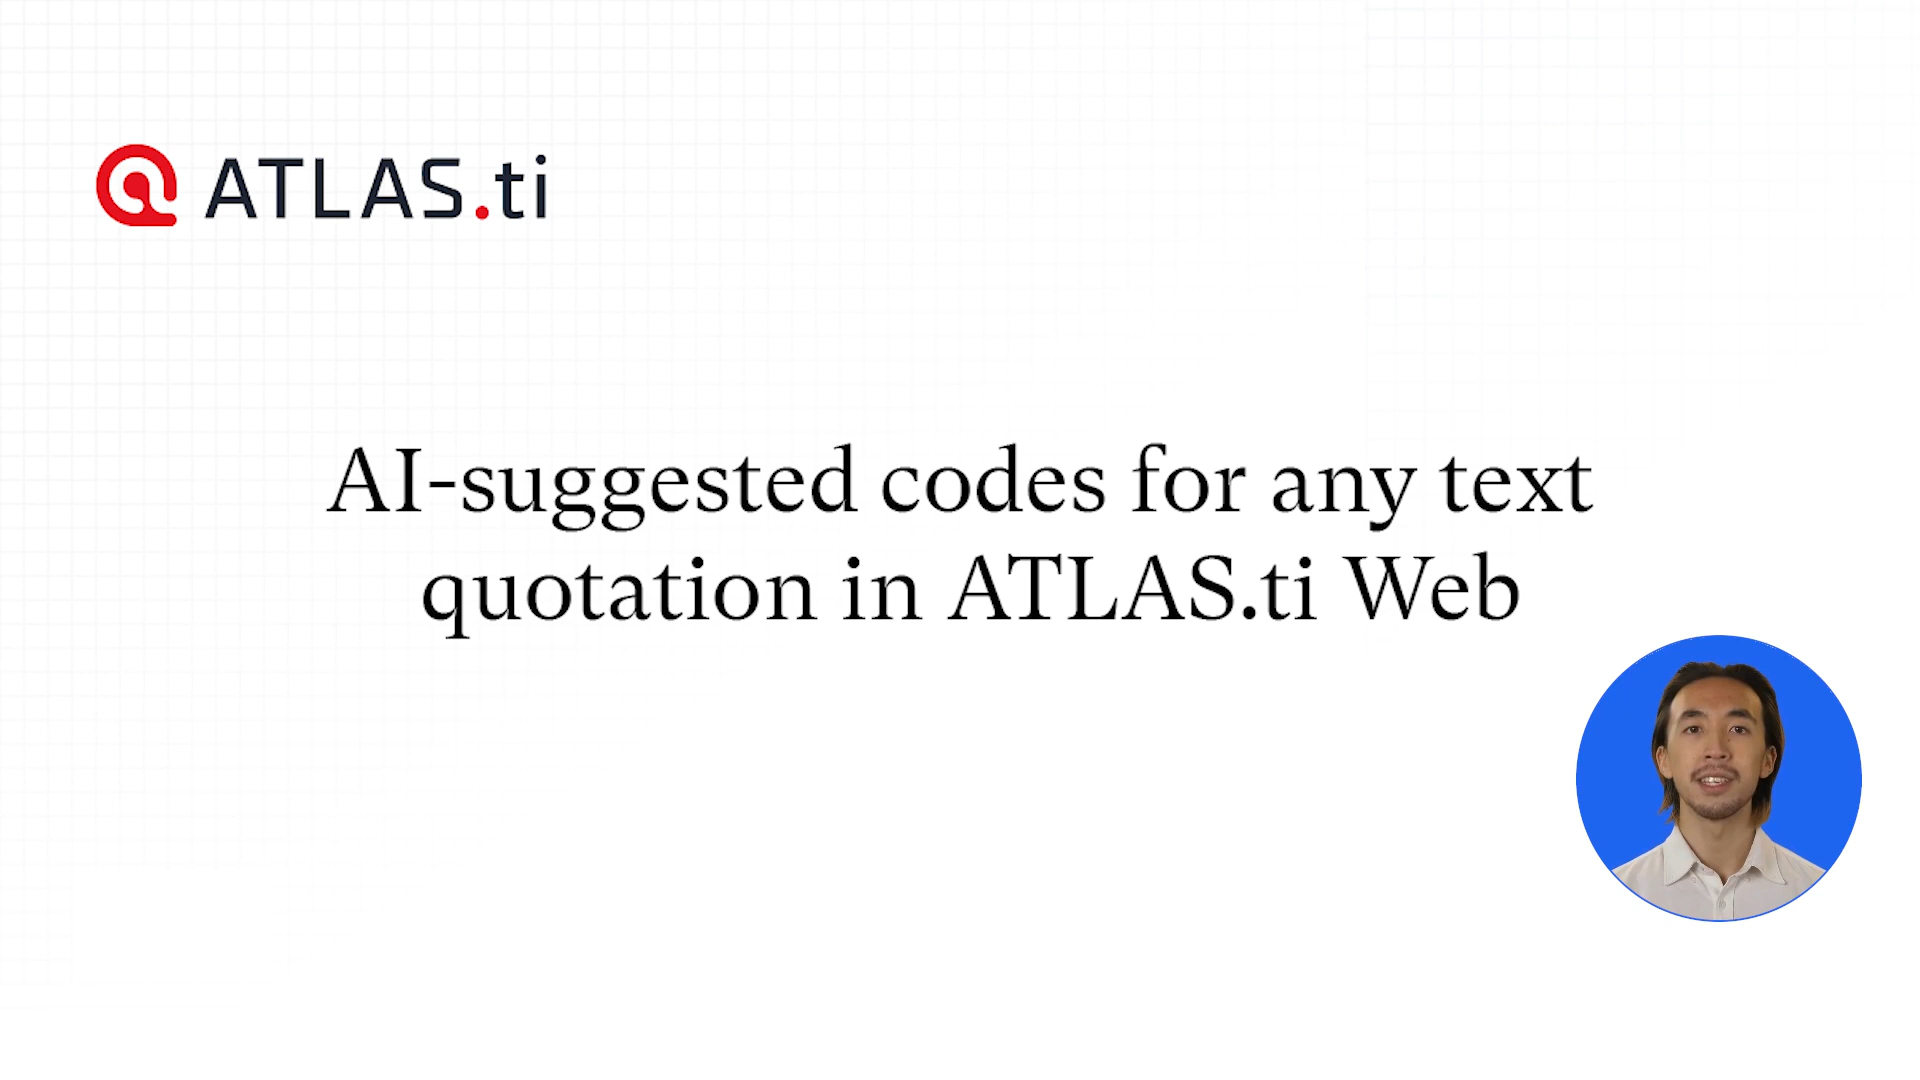 ATLAS.ti
AI-suggested codes for any text
quotation in ATLAS.ti Web